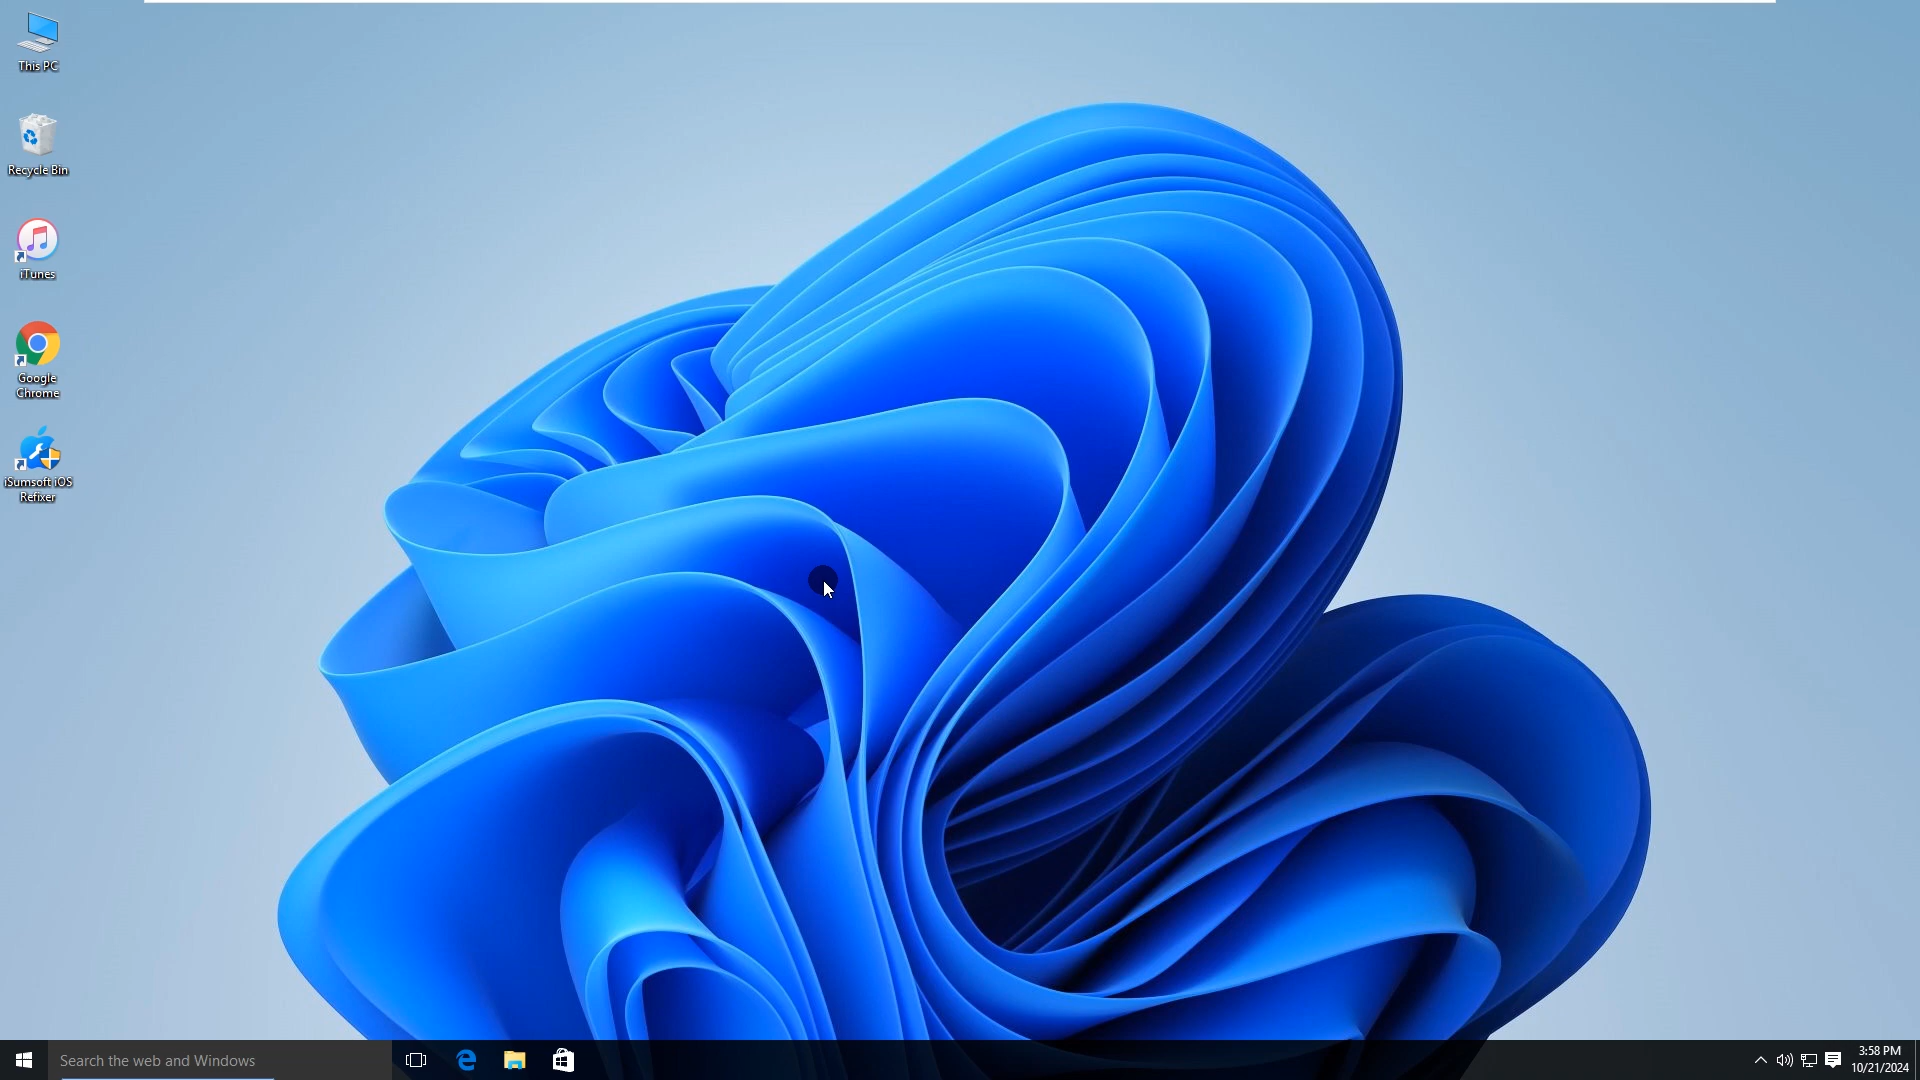 This PC
Recycle Bin
iTunes
Google
Chrome
iSumsoft iOS
Refixer
Search the web and Windows
3:58 PM
10/21/2024